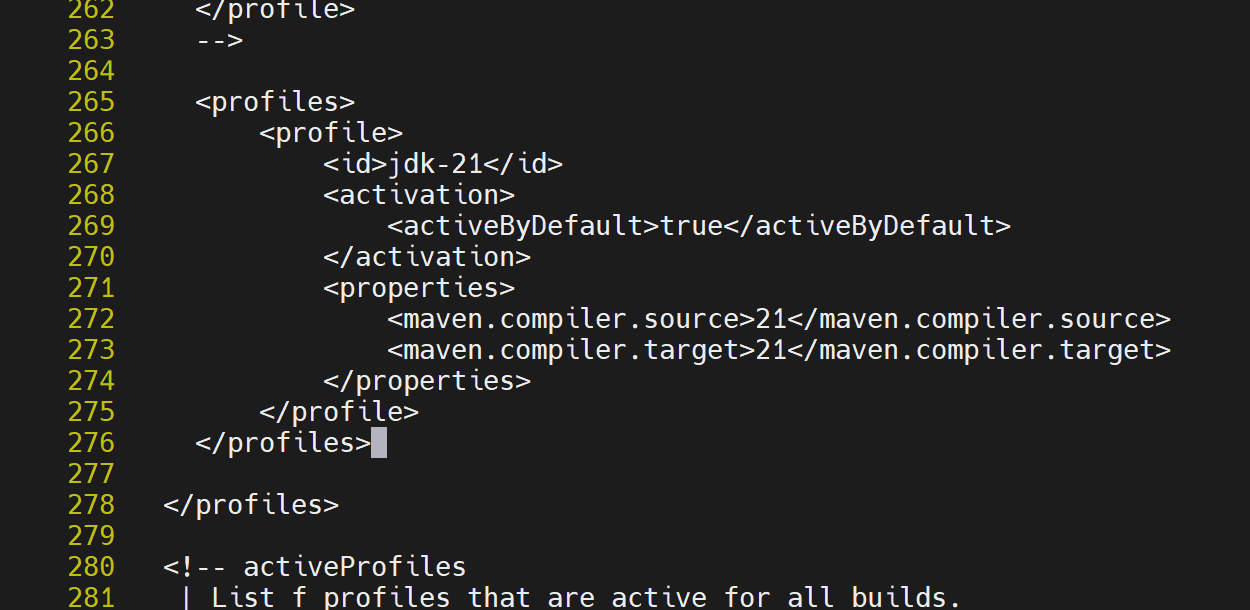 262     </profile>
263     -->
264
265     <profiles>
266         <profile>
267             <id>jdk-21</id>
268             <activation>
269                 <activeByDefault>true</activeByDefault>
270             </activation>
271             <properties>
272                 <maven.compiler.source>21</maven.compiler.source>
273                 <maven.compiler.target>21</maven.compiler.target>
274             </properties>
275         </profile>
276     </profiles>
277
278   </profiles>
279
280   <!-- activeProfiles
281    | List f profiles that are active for all builds.